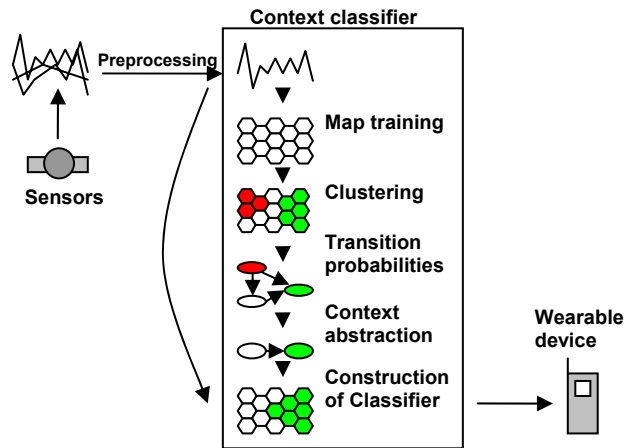 Context classifier
Preprocessing
Map training
Sensors
Clustering
Transition
probabilities
Context
abstraction
Wearable
device
Construction
of Classifier